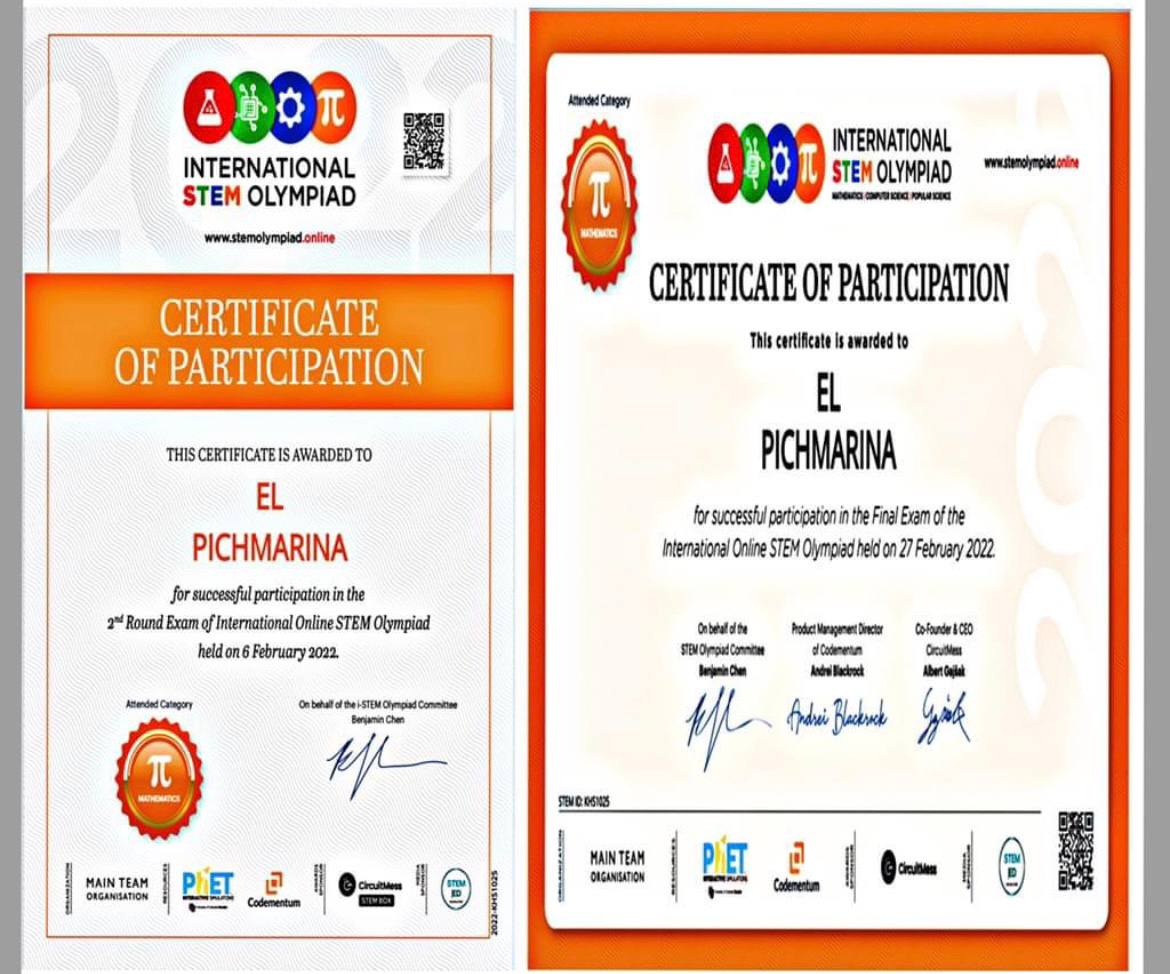 INTERNATIONAL
STEM OLYMPIAD
www.stemolympiad.online
CERTIFICATE
OF PARTICIPATION
THIS CERTIFICATE IS AWARDED TO
EL
PICHMARINA
for successful participation in the
2nd Round Exam of International Online STEM Olympiad
held on 6 February 2022.
Attended Category
π
MATHEMATICS
On behalf of the i-STEM Olympiad Committee
Benjamin Chen
ORGANIZATION
MAIN TEAM
ORGANISATION
RESOURCES
PhET
INTERACTIVE SIMULATIONS
Codementum
AWARDS
SPONSOR
CircuitMess
STEM BOX
MEDIA
SPONSOR
STEM
JED
2022-KHS1025
Attended Category
π
MATHEMATICS
INTERNATIONAL
STEM OLYMPIAD
MATHEMATICS COMPUTER SCIENCE POPULAR SCIENCE
www.stemolympiad.online
CERTIFICATE OF PARTICIPATION
This certificate is awarded to
EL
PICHMARINA
for successful participation in the Final Exam of the
International Online STEM Olympiad held on 27 February 2022.
On behalf of the
STEM Olympiad Committee
Benjamin Chen
Product Management Director
of Codementum
Andrei Blackrock
Andrei Blackrock
Co-Founder & CEO
CircuitMess
Albert Gajšak
STEM ID: KHS1025
ORGANIZATION
MAIN TEAM
ORGANISATION
RESOURCES
PhET
INTERACTIVE SIMULATIONS
Codementum
AWARDS
SPONSOR
CircuitMess
MEDIA
SPONSOR
STEM
JED